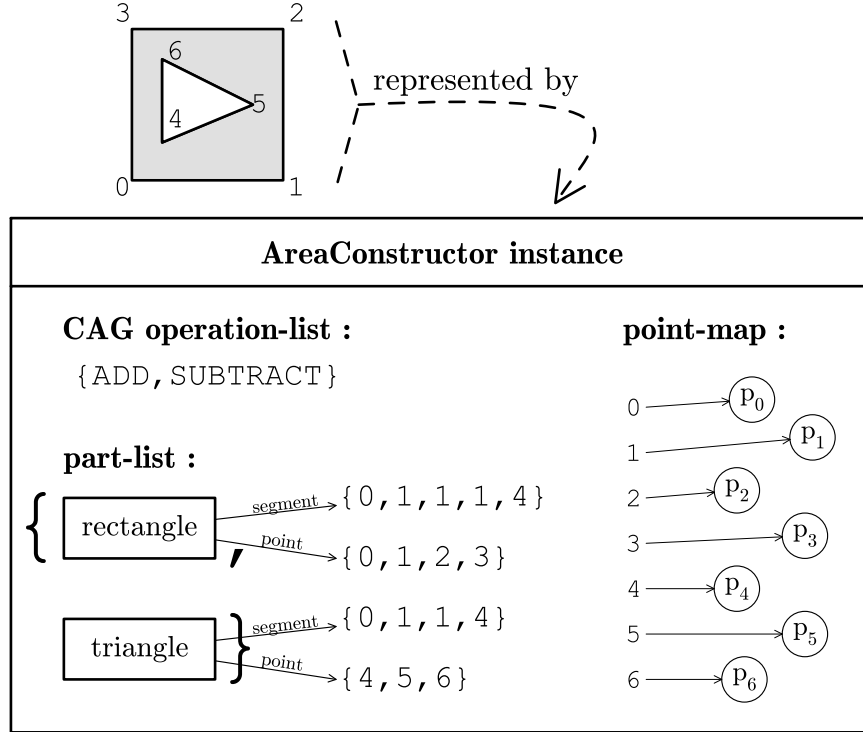 3 2
6
5
4
0 1
represented by
AreaConstructor instance
CAG operation-list :
{ADD,SUBTRACT}
part-list :
{ rectangle
segment {0,1,1,1,4}
point {0,1,2,3}
,
triangle }
segment {0,1,1,4}
point {4,5,6}
point-map :
0 p0
1 p1
2 p2
3 p3
4 p4
5 p5
6 p6